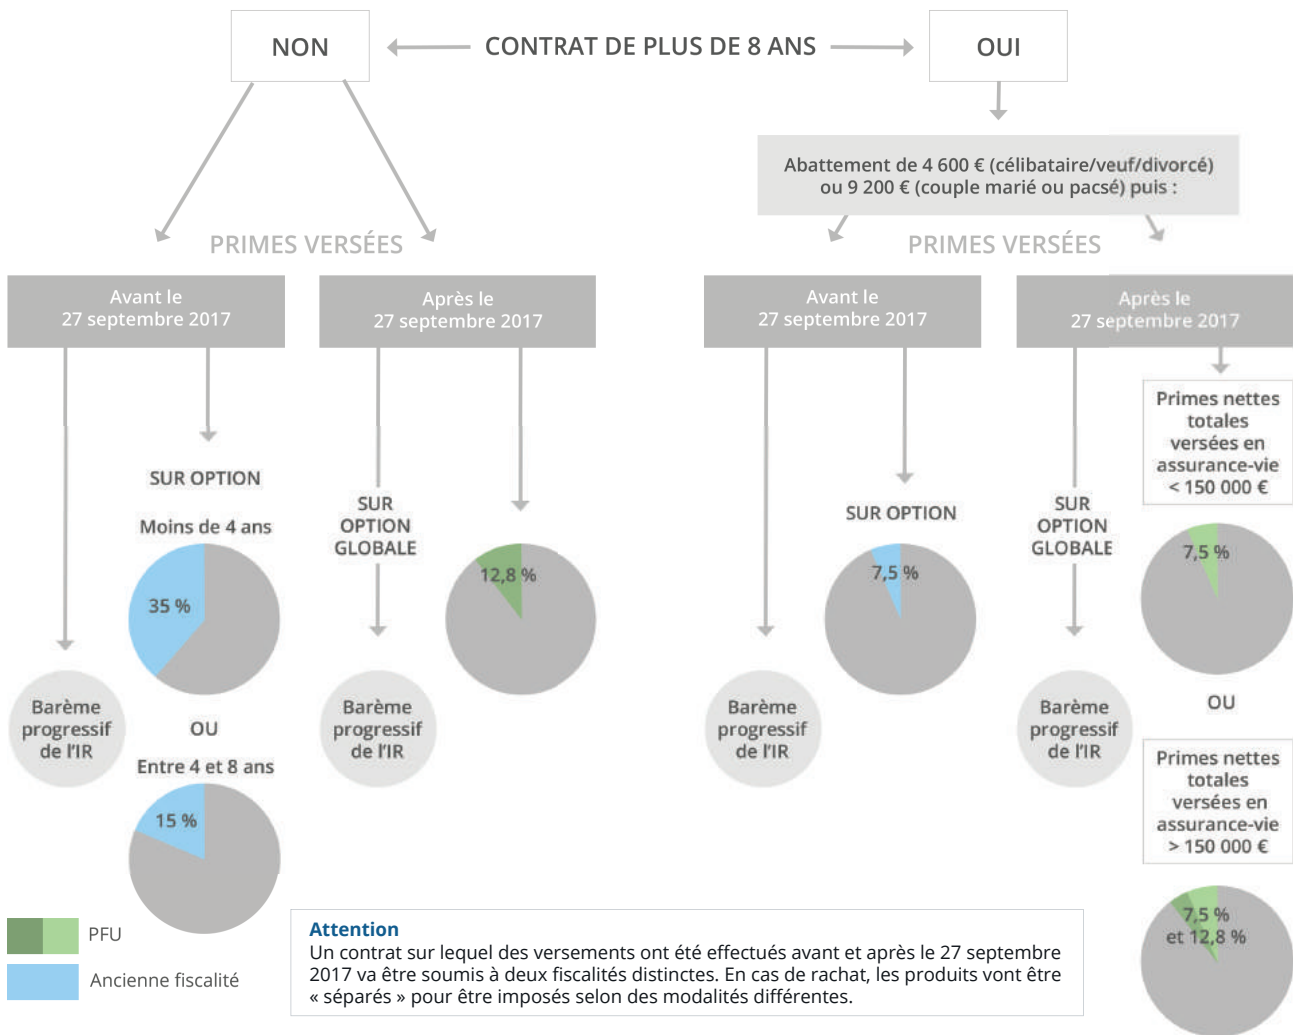 NON
CONTRAT DE PLUS DE 8 ANS
OUI
Abattement de 4 600 € (célibataire/veuf/divorcé)
ou 9 200 € (couple marié ou pacsé) puis :
PRIMES VERSÉES
PRIMES VERSÉES
Avant le
27 septembre 2017
Après le
27 septembre 2017
Avant le
27 septembre 2017
Après le
27 septembre 2017
SUR OPTION
Moins de 4 ans
35 %
OU
Entre 4 et 8 ans
15 %
Barème
progressif
de l'IR
SUR
OPTION
GLOBALE
Barème
progressif
de l'IR
12,8 %
Barème
progressif
de l'IR
SUR OPTION
7,5 %
SUR
OPTION
GLOBALE
Barème
progressif
de l'IR
Primes nettes
totales
versées en
assurance-vie
< 150 000 €
7,5 %
OU
Primes nettes
totales
versées en
assurance-vie
> 150 000 €
7,5 %
et 12,8 %
PFU
Ancienne fiscalité
Attention
Un contrat sur lequel des versements ont été effectués avant et après le 27 septembre
2017 va être soumis à deux fiscalités distinctes. En cas de rachat, les produits vont être
« séparés » pour être imposés selon des modalités différentes.